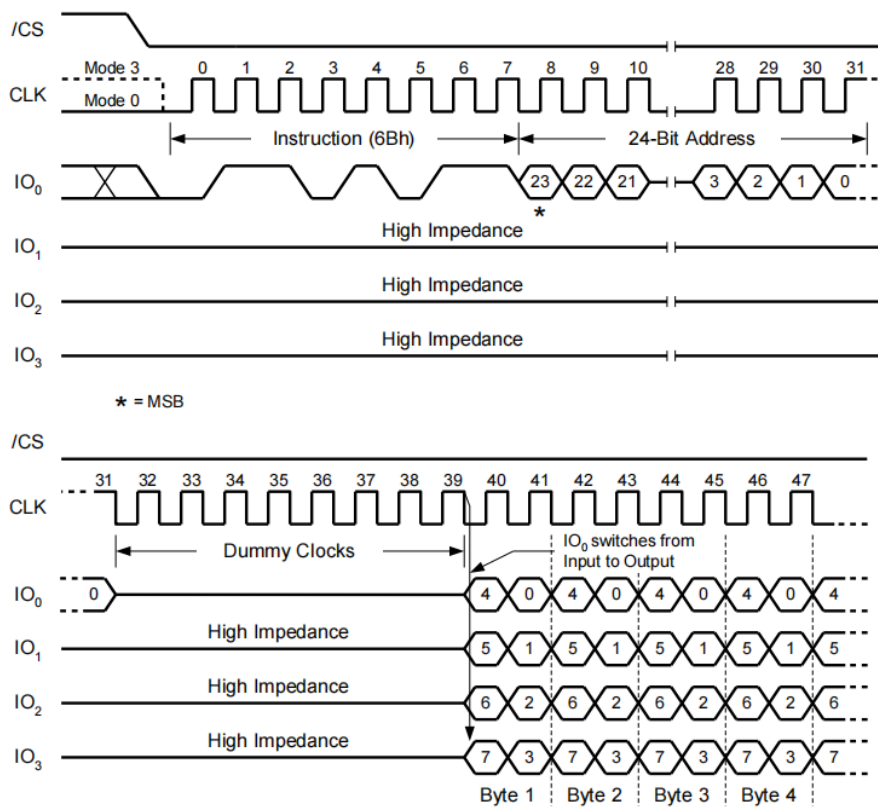 /CS
Mode 3 0 1 2 3 4 5 6 7 8 9 10 28 29 30 31
CLK
Mode 0
Instruction (6Bh) 24-Bit Address
IO0 23 22 21 3 2 1 0
*
High Impedance
IO1
High Impedance
IO2
High Impedance
IO3
* = MSB
/CS
31 32 33 34 35 36 37 38 39 40 41 42 43 44 45 46 47
CLK
Dummy Clocks
IO0 switches from
Input to Output
IO0 0 4 0 4 0 4 0 4 0 4
High Impedance
IO1 5 1 5 1 5 1 5 1 5
High Impedance
IO2 6 2 6 2 6 2 6 2 6
High Impedance
IO3 7 3 7 3 7 3 7 3 7
Byte 1 Byte 2 Byte 3 Byte 4